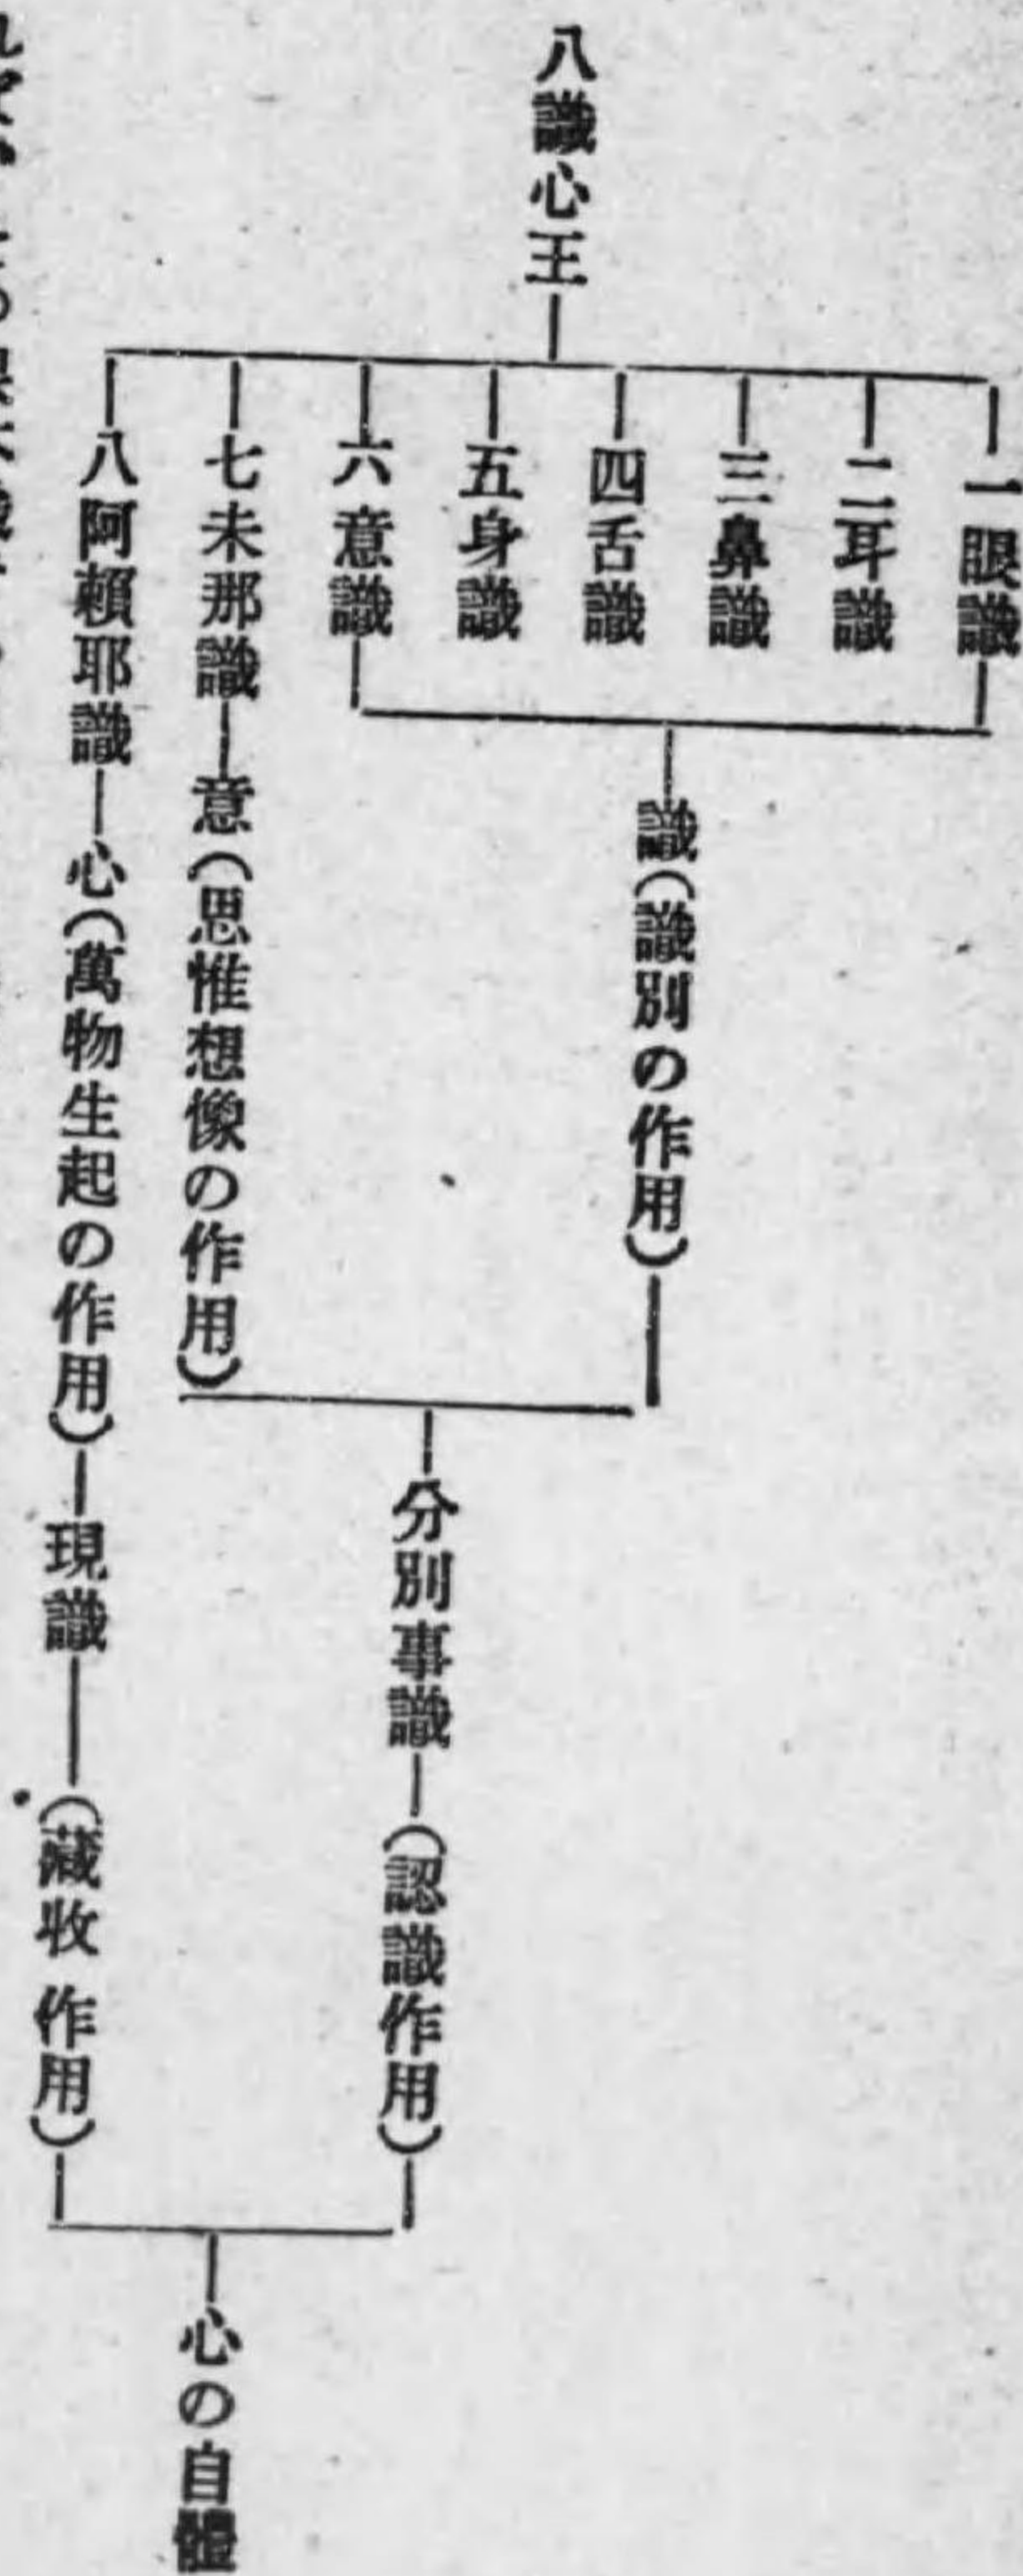 八識心王
一眼識
二耳識
三鼻識
四舌識
五身識
六意識
識(識別の作用)
七末那識
意(思惟想像の作用)
分別事識
(認識作用)
八阿賴耶識
心(萬物生起の作用)
現識
(藏收作用)
心の自體